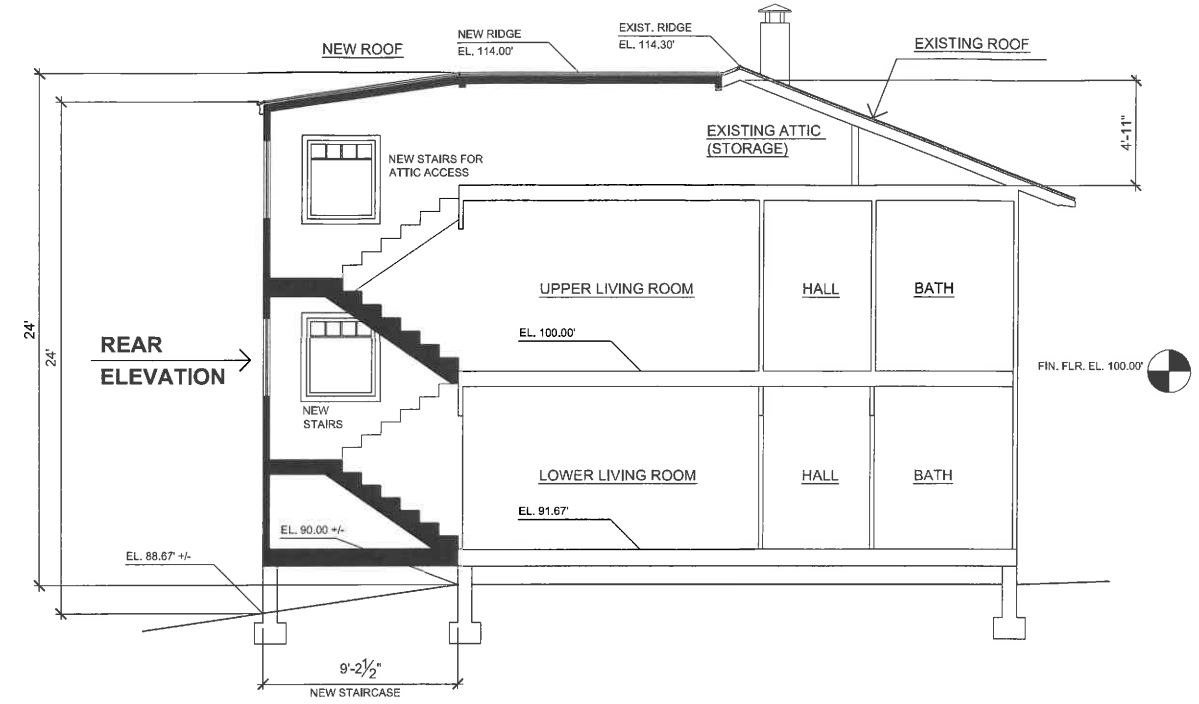 NEW ROOF
NEW RIDGE
EL. 114.00'
EXIST. RIDGE
EL. 114.30'
EXISTING ROOF
EXISTING ATTIC
(STORAGE)
4'-11"
NEW STAIRS FOR
ATTIC ACCESS
UPPER LIVING ROOM
HALL
BATH
EL. 100.00'
24'
24'
REAR
ELEVATION
FIN. FLR. EL. 100.00'
NEW
STAIRS
LOWER LIVING ROOM
HALL
BATH
EL. 91.67'
EL. 90.00 +/-
EL. 88.67' +/-
9'-2½"
NEW STAIRCASE